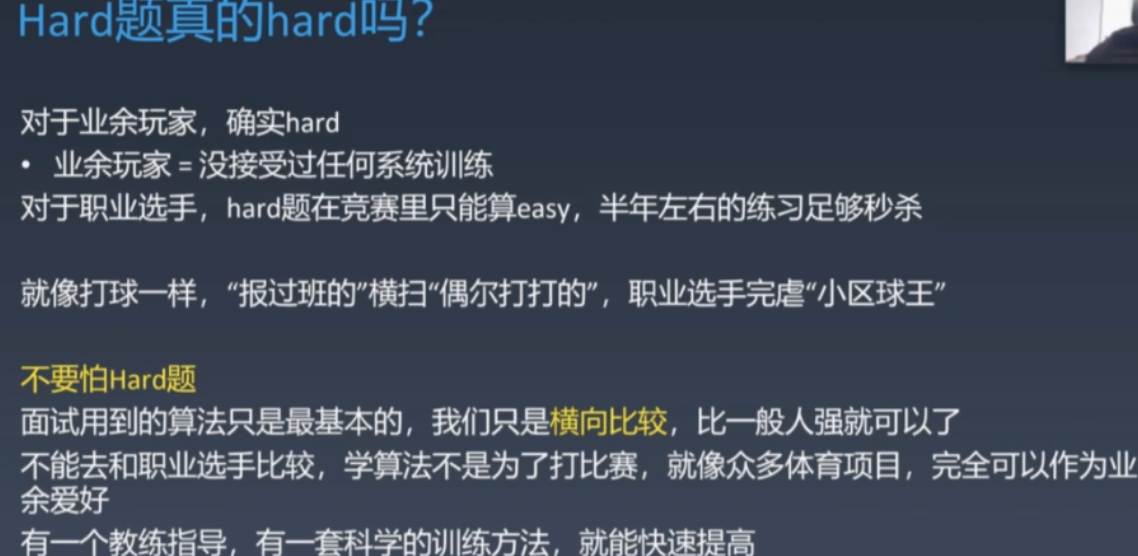 Hard题真的hard吗？
对于业余玩家，确实hard
• 业余玩家 = 没接受过任何系统训练
对于职业选手，hard题在竞赛里只能算easy，半年左右的练习足够秒杀
就像打球一样，“报过班的”横扫“偶尔打打的”，职业选手完虐“小区球王”
不要怕Hard题
面试用到的算法只是最基本的，我们只是横向比较，比一般人强就可以了
不能去和职业选手比较，学算法不是为了打比赛，就像众多体育项目，完全可以作为业
余爱好
有一个教练指导，有一套科学的训练方法，就能快速提高